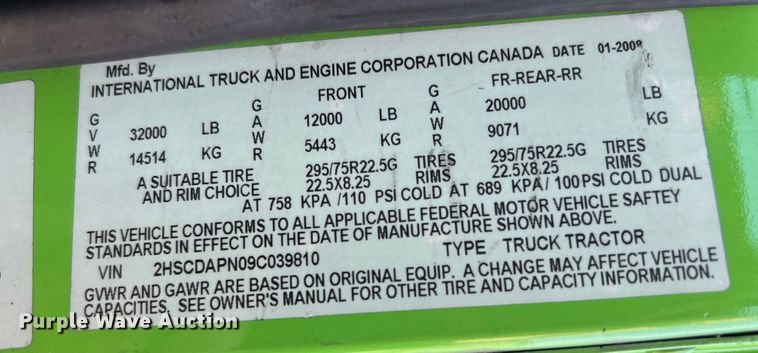 Mfd. By
INTERNATIONAL TRUCK AND ENGINE CORPORATION CANADA DATE 01-2008
G V W R 32000 LB 14514 KG
G A W R FRONT 12000 LB 5443 KG
G A W R FR-REAR-RR 20000 LB 9071 KG
A SUITABLE TIRE 295/75R22.5G TIRES 295/75R22.5G TIRES
AND RIM CHOICE 22.5X8.25 RIMS 22.5X8.25 RIMS
AT 758 KPA /110 PSI COLD AT 689 KPA/ 100 PSI COLD DUAL
THIS VEHICLE CONFORMS TO ALL APPLICABLE FEDERAL MOTOR VEHICLE SAFTEY
STANDARDS IN EFFECT ON THE DATE OF MANUFACTURE SHOWN ABOVE.
VIN 2HSCDAPN09C039810 TYPE TRUCK TRACTOR
GVWR AND GAWR ARE BASED ON ORIGINAL EQUIP. A CHANGE MAY AFFECT VEHICLE
CAPACITIES. SEE OWNER'S MANUAL FOR OTHER TIRE AND CAPACITY INFORMATION.
Purple Wave Auction